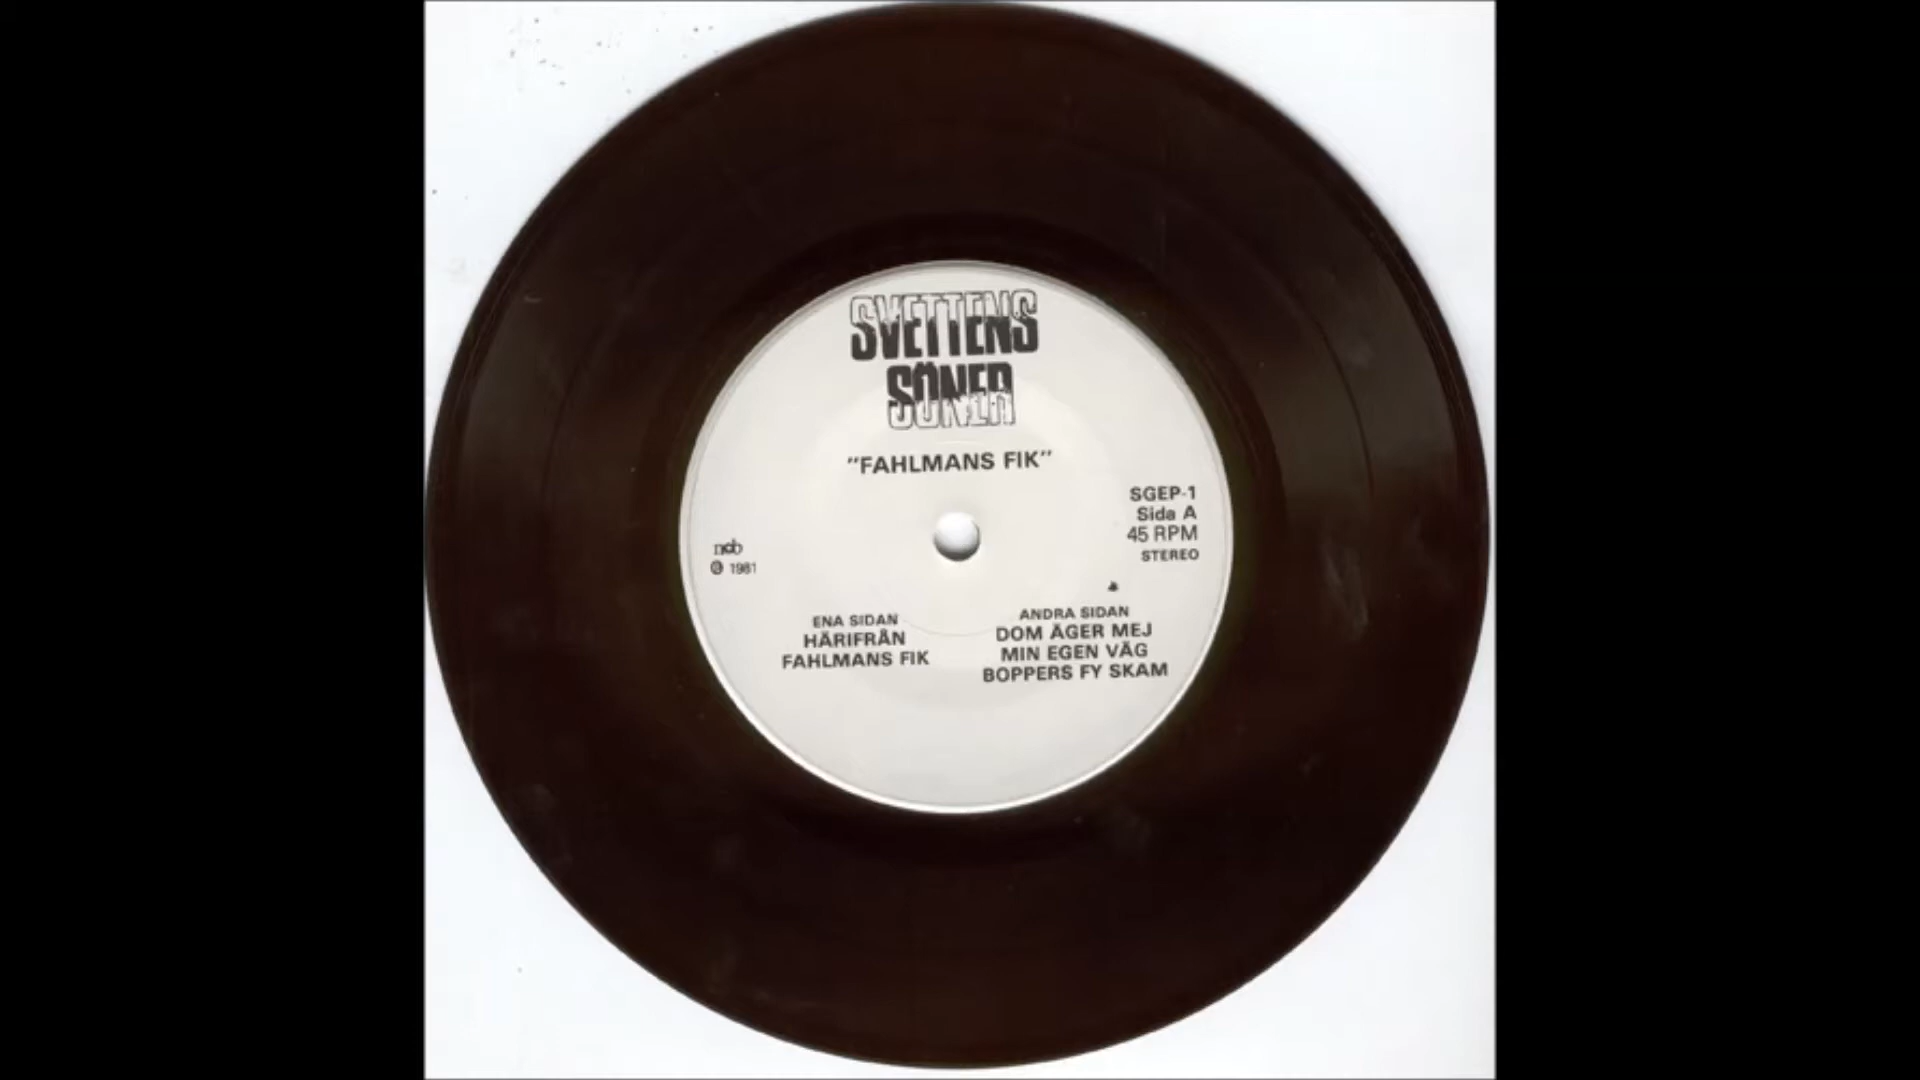 SVETTENS
SÖNER
"FAHLMANS FIK"
SGEP-1
Sida A
45 RPM
STEREO
ncb
℗ 1981
ENA SIDAN
HÄRIFRÅN
FAHLMANS FIK
ANDRA SIDAN
DOM ÄGER MEJ
MIN EGEN VÄG
BOPPERS FY SKAM